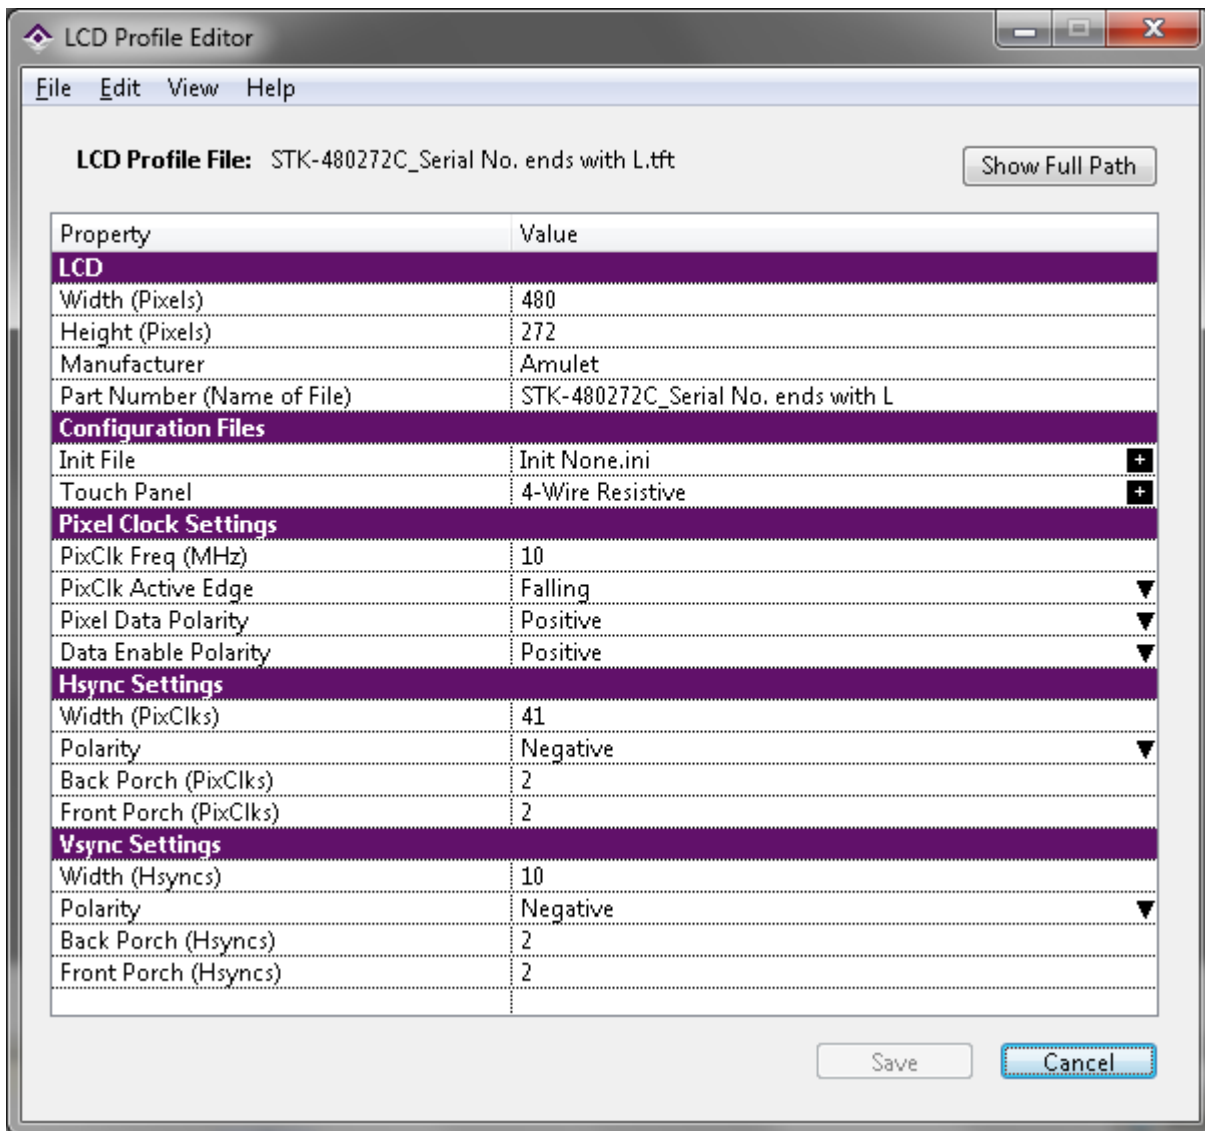 LCD Profile Editor
File Edit View Help
LCD Profile File: STK-480272C_Serial No. ends with L.tft
Show Full Path
Property Value
LCD
Width (Pixels) 480
Height (Pixels) 272
Manufacturer Amulet
Part Number (Name of File) STK-480272C_Serial No. ends with L
Configuration Files
Init File Init None.ini
Touch Panel 4-Wire Resistive
Pixel Clock Settings
PixClk Freq (MHz) 10
PixClk Active Edge Falling
Pixel Data Polarity Positive
Data Enable Polarity Positive
Hsync Settings
Width (PixClks) 41
Polarity Negative
Back Porch (PixClks) 2
Front Porch (PixClks) 2
Vsync Settings
Width (Hsyncs) 10
Polarity Negative
Back Porch (Hsyncs) 2
Front Porch (Hsyncs) 2
Save Cancel